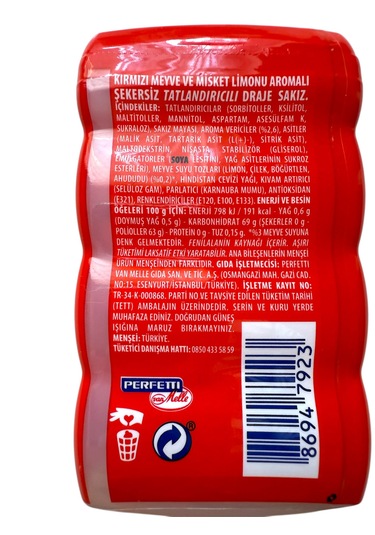 KIRMIZI MEYVE VE MİSKET LİMONU AROMALI
ŞEKERSİZ TATLANDIRICILI DRAJE SAKIZ.
İÇİNDEKİLER: TATLANDIRICILAR (SORBİTOLLER, KSİLİTOL,
MALTİTOLLER, MANNİTOL, ASPARTAM, ASESÜLFAM K,
SUKRALOZ), SAKIZ MAYASI, AROMA VERİCİLER (%2,6), ASİTLER
(MALİK ASİT, TARTARİK ASİT (L(+)-), SİTRİK ASİT),
MALTODEKSTRİN, NİŞASTA, STABİLİZÖR (GLİSEROL),
EMÜLGATÖRLER (SOYA LESİTİNİ, YAĞ ASİTLERİNİN SUKROZ
ESTERLERİ), MEYVE SUYU TOZLARI (LİMON, ÇİLEK, BÖĞÜRTLEN,
AHUDUDU) (%0,2)*, HİNDİSTAN CEVİZİ YAĞI, KIVAM ARTIRICI
(SELÜLOZ GAM), PARLATICI (KARNAUBA MUMU), ANTİOKSİDAN
(E321), RENKLENDİRİCİLER (E120, E100, E133). ENERJİ VE BESİN
ÖGELERİ 100 g İÇİN: ENERJİ 798 kJ / 191 kcal - YAĞ 0,6 g
(DOYMUŞ YAĞ 0,5 g) - KARBONHİDRAT 69 g (ŞEKERLER 0 g -
POLİOLLER 63 g) - PROTEİN 0 g - TUZ 0,15 g. *%3 MEYVE SUYUNA
DENK GELMEKTEDİR. FENİLALANİN KAYNAĞI İÇERİR. AŞIRI
TÜKETİMİ LAKSATİF ETKİ YARATABİLİR. ANA BİLEŞENLERİN MENŞEİ
ÜRÜN MENŞEİNDEN FARKLIDIR. GIDA İŞLETMECİSİ: PERFETTI
VAN MELLE GIDA SAN. VE TİC. A.Ş. (OSMANGAZİ MAH. GAZİ CAD.
NO:15. ESENYURT/İSTANBUL/TÜRKİYE). İŞLETME KAYIT NO:
TR-34-K-000868. PARTİ NO VE TAVSİYE EDİLEN TÜKETİM TARİHİ
(TETT) AMBALAJIN ÜZERİNDEDİR. SERİN VE KURU YERDE
MUHAFAZA EDİNİZ. DOĞRUDAN GÜNEŞ
IŞIĞINA MARUZ BIRAKMAYINIZ.
MENŞEİ: TÜRKİYE.
TÜKETİCİ DANIŞMA HATTI: 0850 433 58 59
PERFETTI
van Melle
®
8694 7923